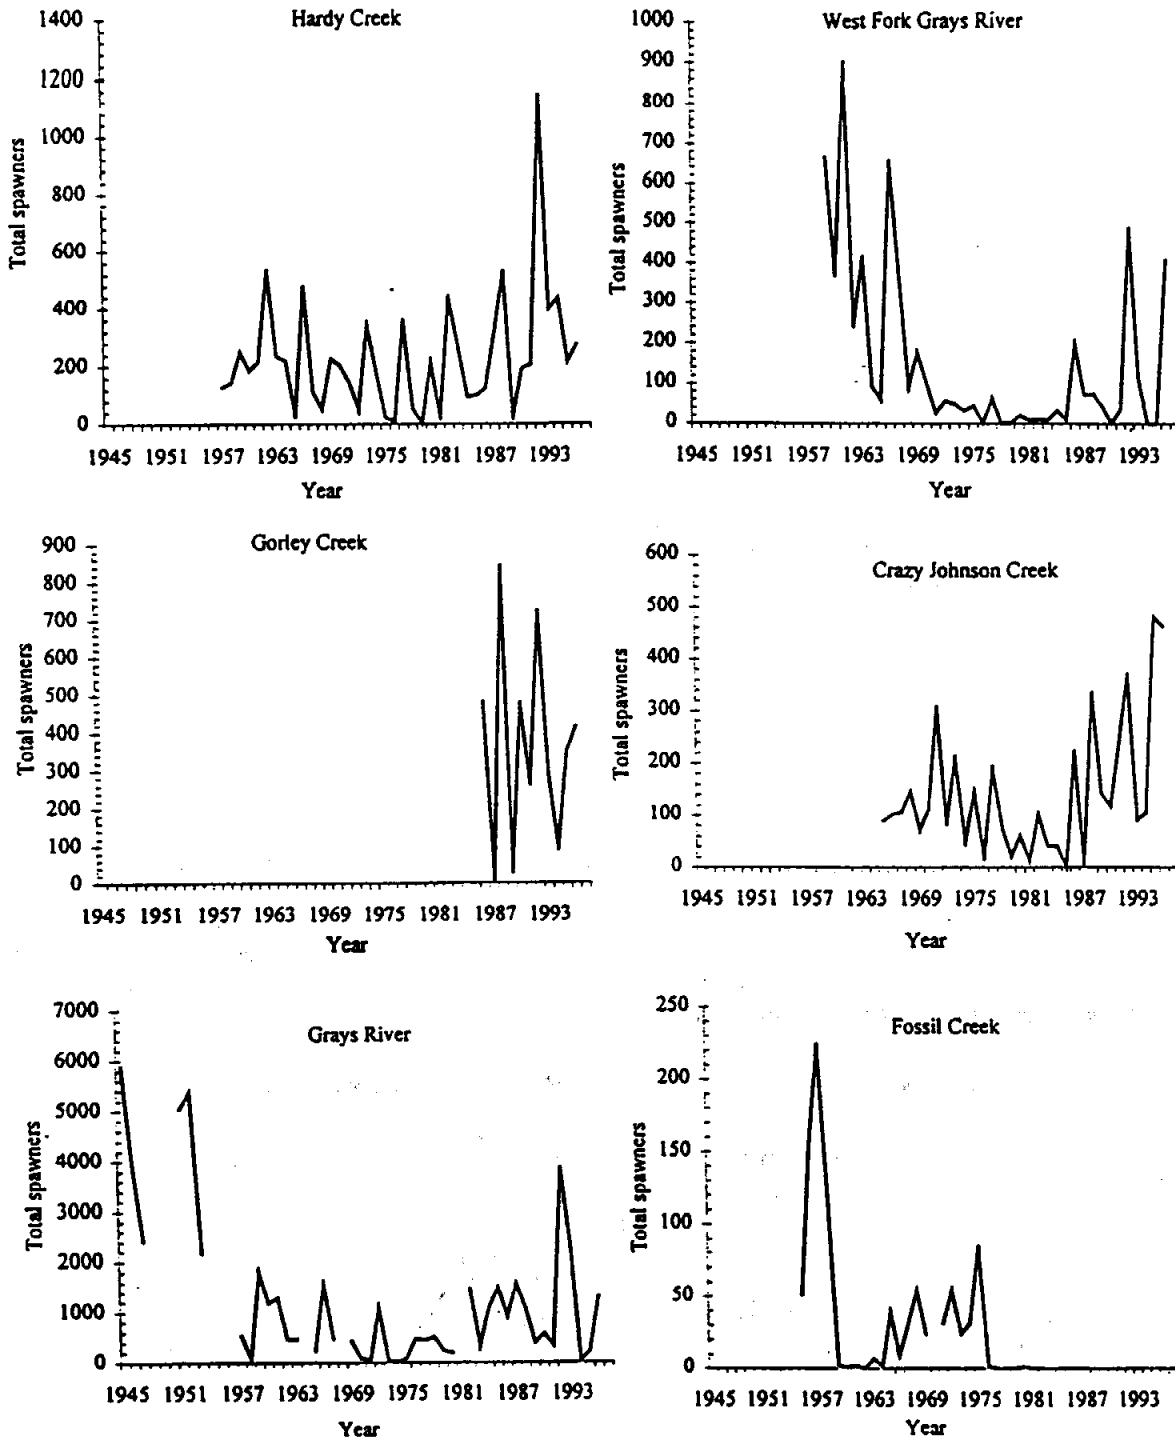 Hardy Creek
1400
1200
1000
800
600
400
200
0
Total spawners
1945 1951 1957 1963 1969 1975 1981 1987 1993
Year
West Fork Grays River
1000
900
800
700
600
500
400
300
200
100
0
Total spawners
1945 1951 1957 1963 1969 1975 1981 1987 1993
Year
Gorley Creek
900
800
700
600
500
400
300
200
100
0
Total spawners
1945 1951 1957 1963 1969 1975 1981 1987 1993
Year
Crazy Johnson Creek
600
500
400
300
200
100
0
Total spawners
1945 1951 1957 1963 1969 1975 1981 1987 1993
Year
Grays River
7000
6000
5000
4000
3000
2000
1000
0
Total spawners
1945 1951 1957 1963 1969 1975 1981 1987 1993
Year
Fossil Creek
250
200
150
100
50
0
Total spawners
1945 1951 1957 1963 1969 1975 1981 1987 1993
Year